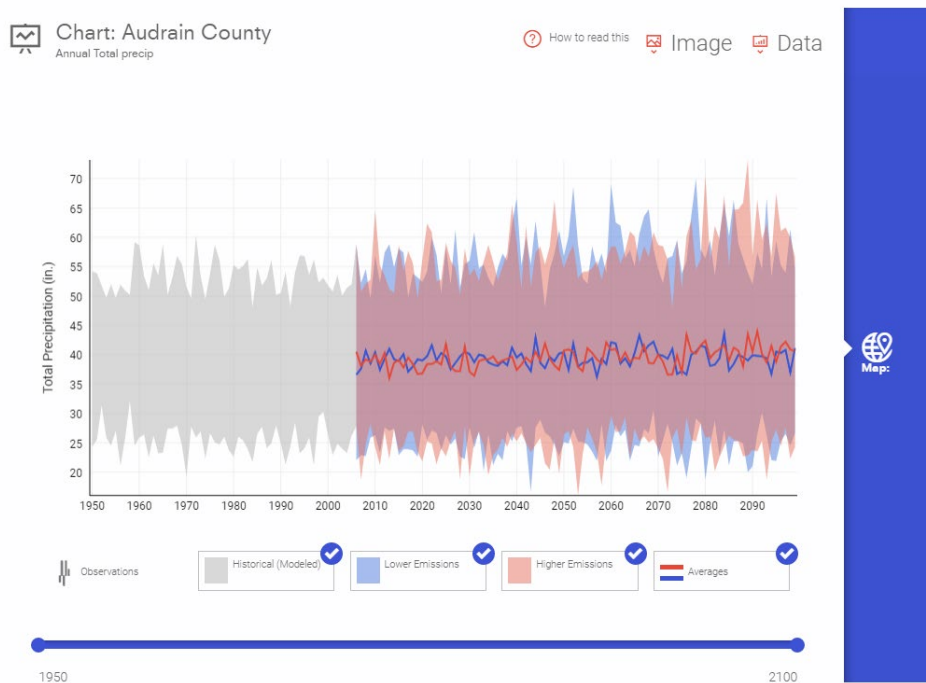 Chart: Audrain County
Annual Total precip
How to read this
Image
Data
Total Precipitation (in.)
70
65
60
55
50
45
40
35
30
25
20
1950 1960 1970 1980 1990 2000 2010 2020 2030 2040 2050 2060 2070 2080 2090
Map:
Observations
Historical (Modeled)
Lower Emissions
Higher Emissions
Averages
1950 2100